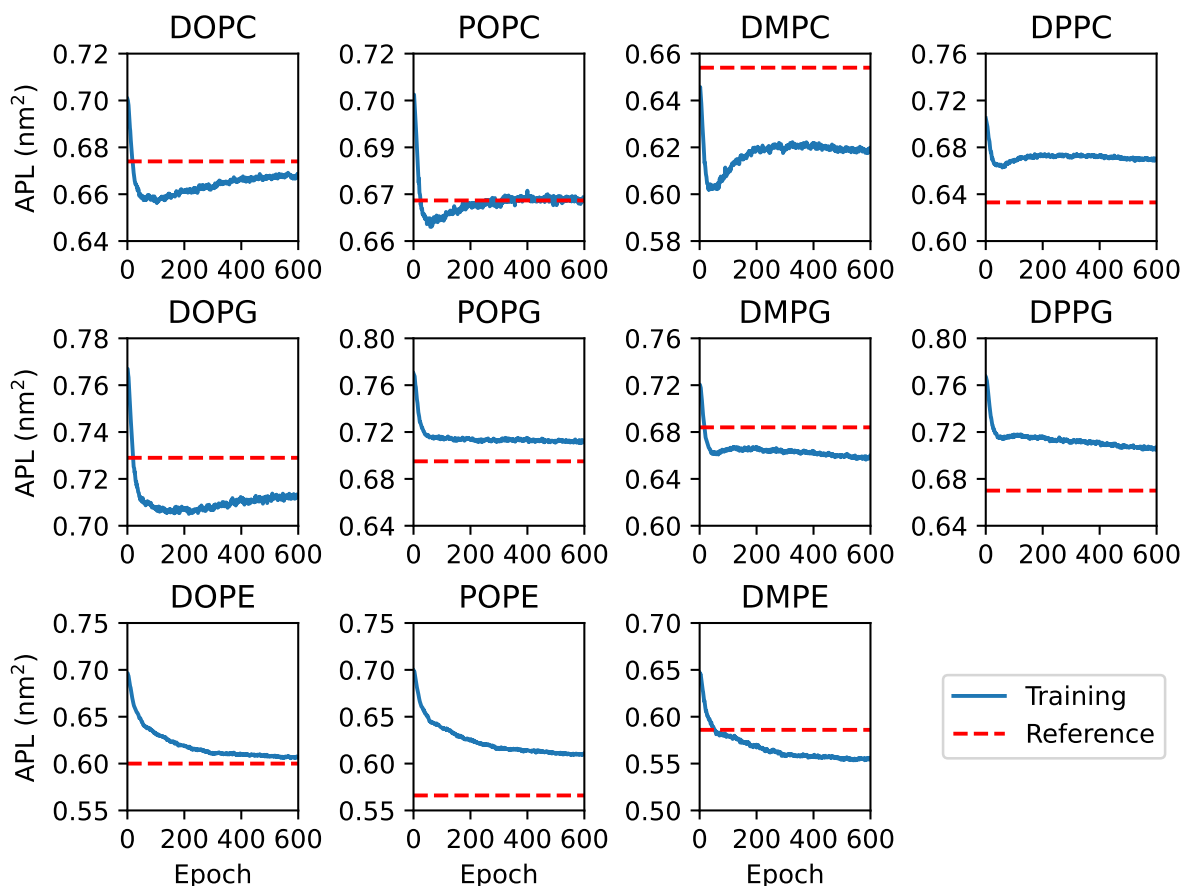 DOPC POPC DMPC DPPC
APL (nm²)
0.72 0.70 0.68 0.66 0.64
0 200 400 600
0.72 0.70 0.69 0.67 0.66
0 200 400 600
0.66 0.64 0.62 0.60 0.58
0 200 400 600
0.76 0.72 0.68 0.64 0.60
0 200 400 600
DOPG POPG DMPG DPPG
APL (nm²)
0.78 0.76 0.74 0.72 0.70
0 200 400 600
0.80 0.76 0.72 0.68 0.64
0 200 400 600
0.76 0.72 0.68 0.64 0.60
0 200 400 600
0.80 0.76 0.72 0.68 0.64
0 200 400 600
DOPE POPE DMPE
APL (nm²)
0.75 0.70 0.65 0.60 0.55
0 200 400 600
Epoch
0.75 0.70 0.65 0.60 0.55
0 200 400 600
Epoch
0.70 0.65 0.60 0.55 0.50
0 200 400 600
Epoch
Training
Reference